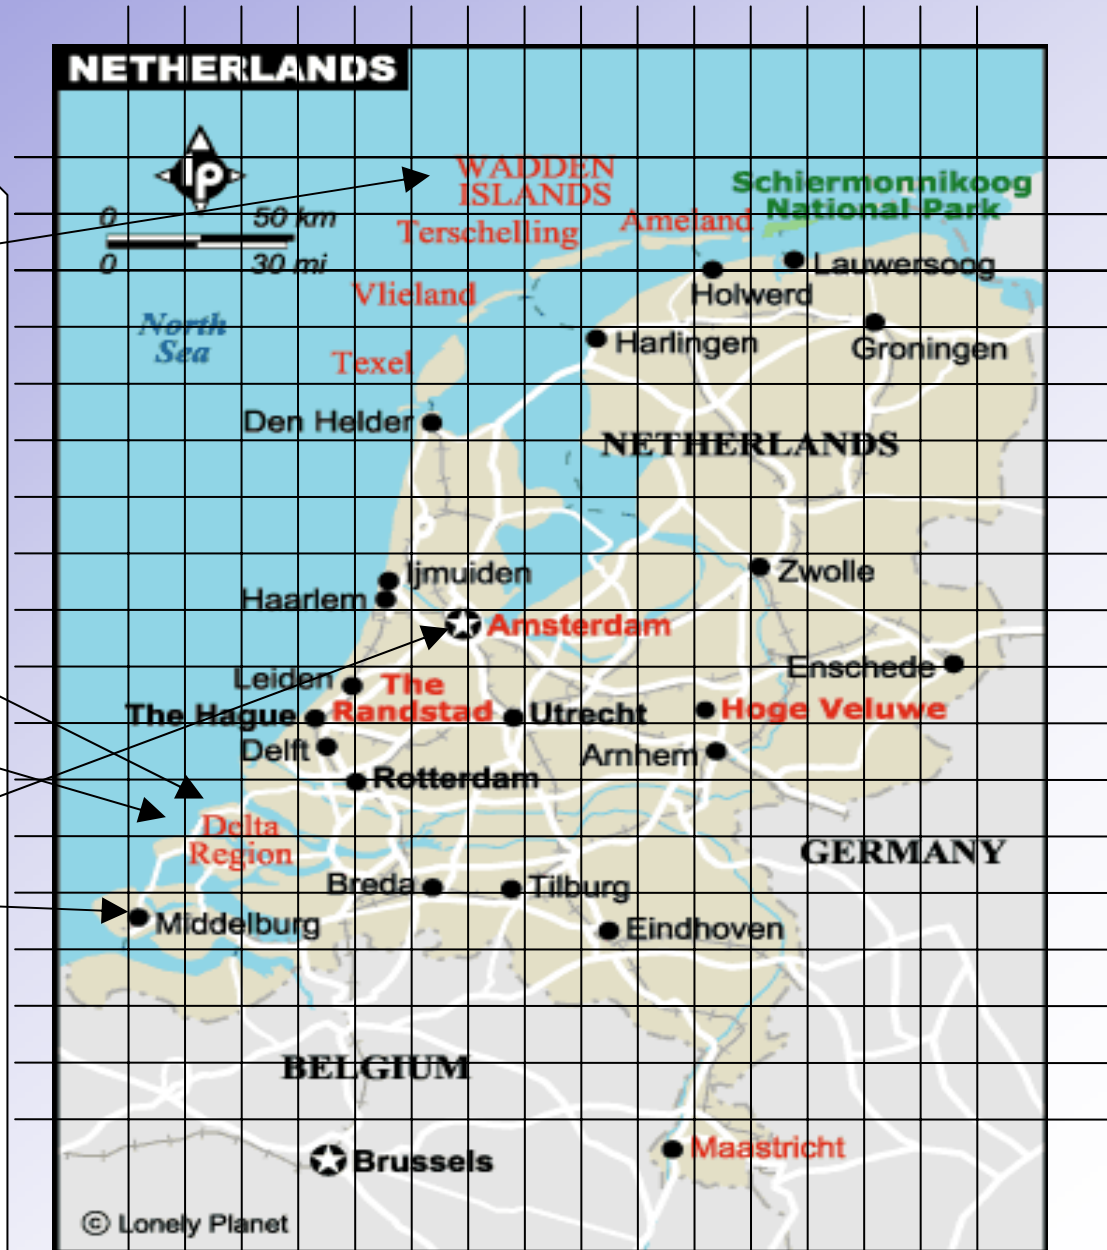 NETHERLANDS
lp
WADDEN
ISLANDS
Schiermonnikoog
National Park
0 50 km
0 30 mi
Terschelling
Ameland
Lauwersoog
Holwerd
Vlieland
North
Sea
Harlingen
Groningen
Texel
Den Helder
NETHERLANDS
Ijmuiden
Haarlem
Zwolle
Amsterdam
Enschede
Leiden
The
Randstad
The Hague
Utrecht
Hoge Veluwe
Delft
Arnhem
Rotterdam
Delta
Region
GERMANY
Breda
Tilburg
Middelburg
Eindhoven
BELGIUM
Maastricht
Brussels
© Lonely Planet